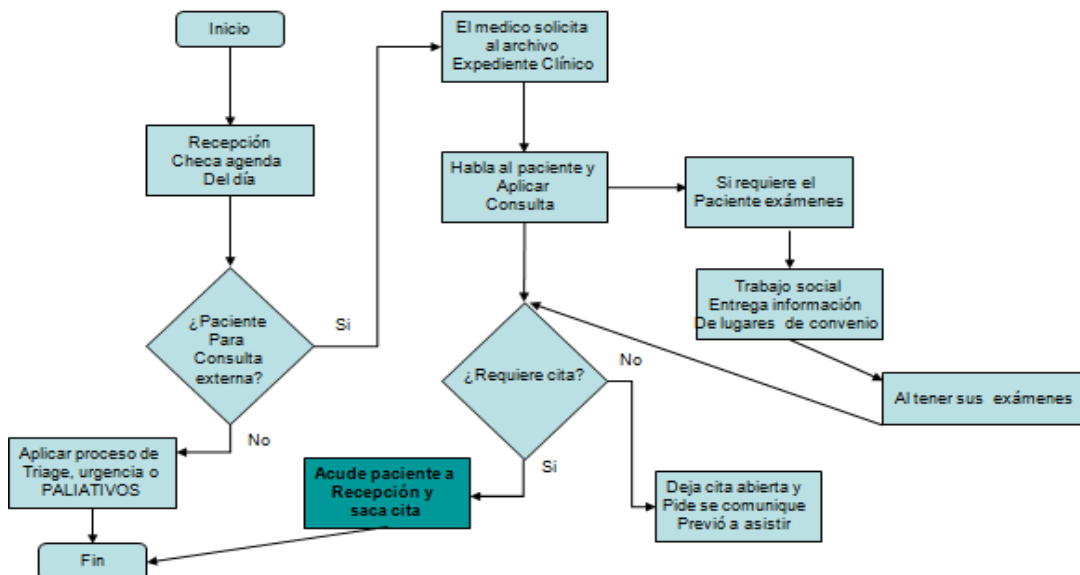 Inicio
Recepción
Checa agenda
Del día
¿Paciente
Para
Consulta
externa?
Si
No
Aplicar proceso de
Triage, urgencia o
PALIATIVOS
Fin
El medico solicita
al archivo
Expediente Clínico
Habla al paciente y
Aplicar
Consulta
Si requiere el
Paciente exámenes
Trabajo social
Entrega información
De lugares de convenio
Al tener sus exámenes
¿Requiere cita?
No
Si
Acude paciente a
Recepción y
saca cita
Deja cita abierta y
Pide se comunique
Previó a asistir